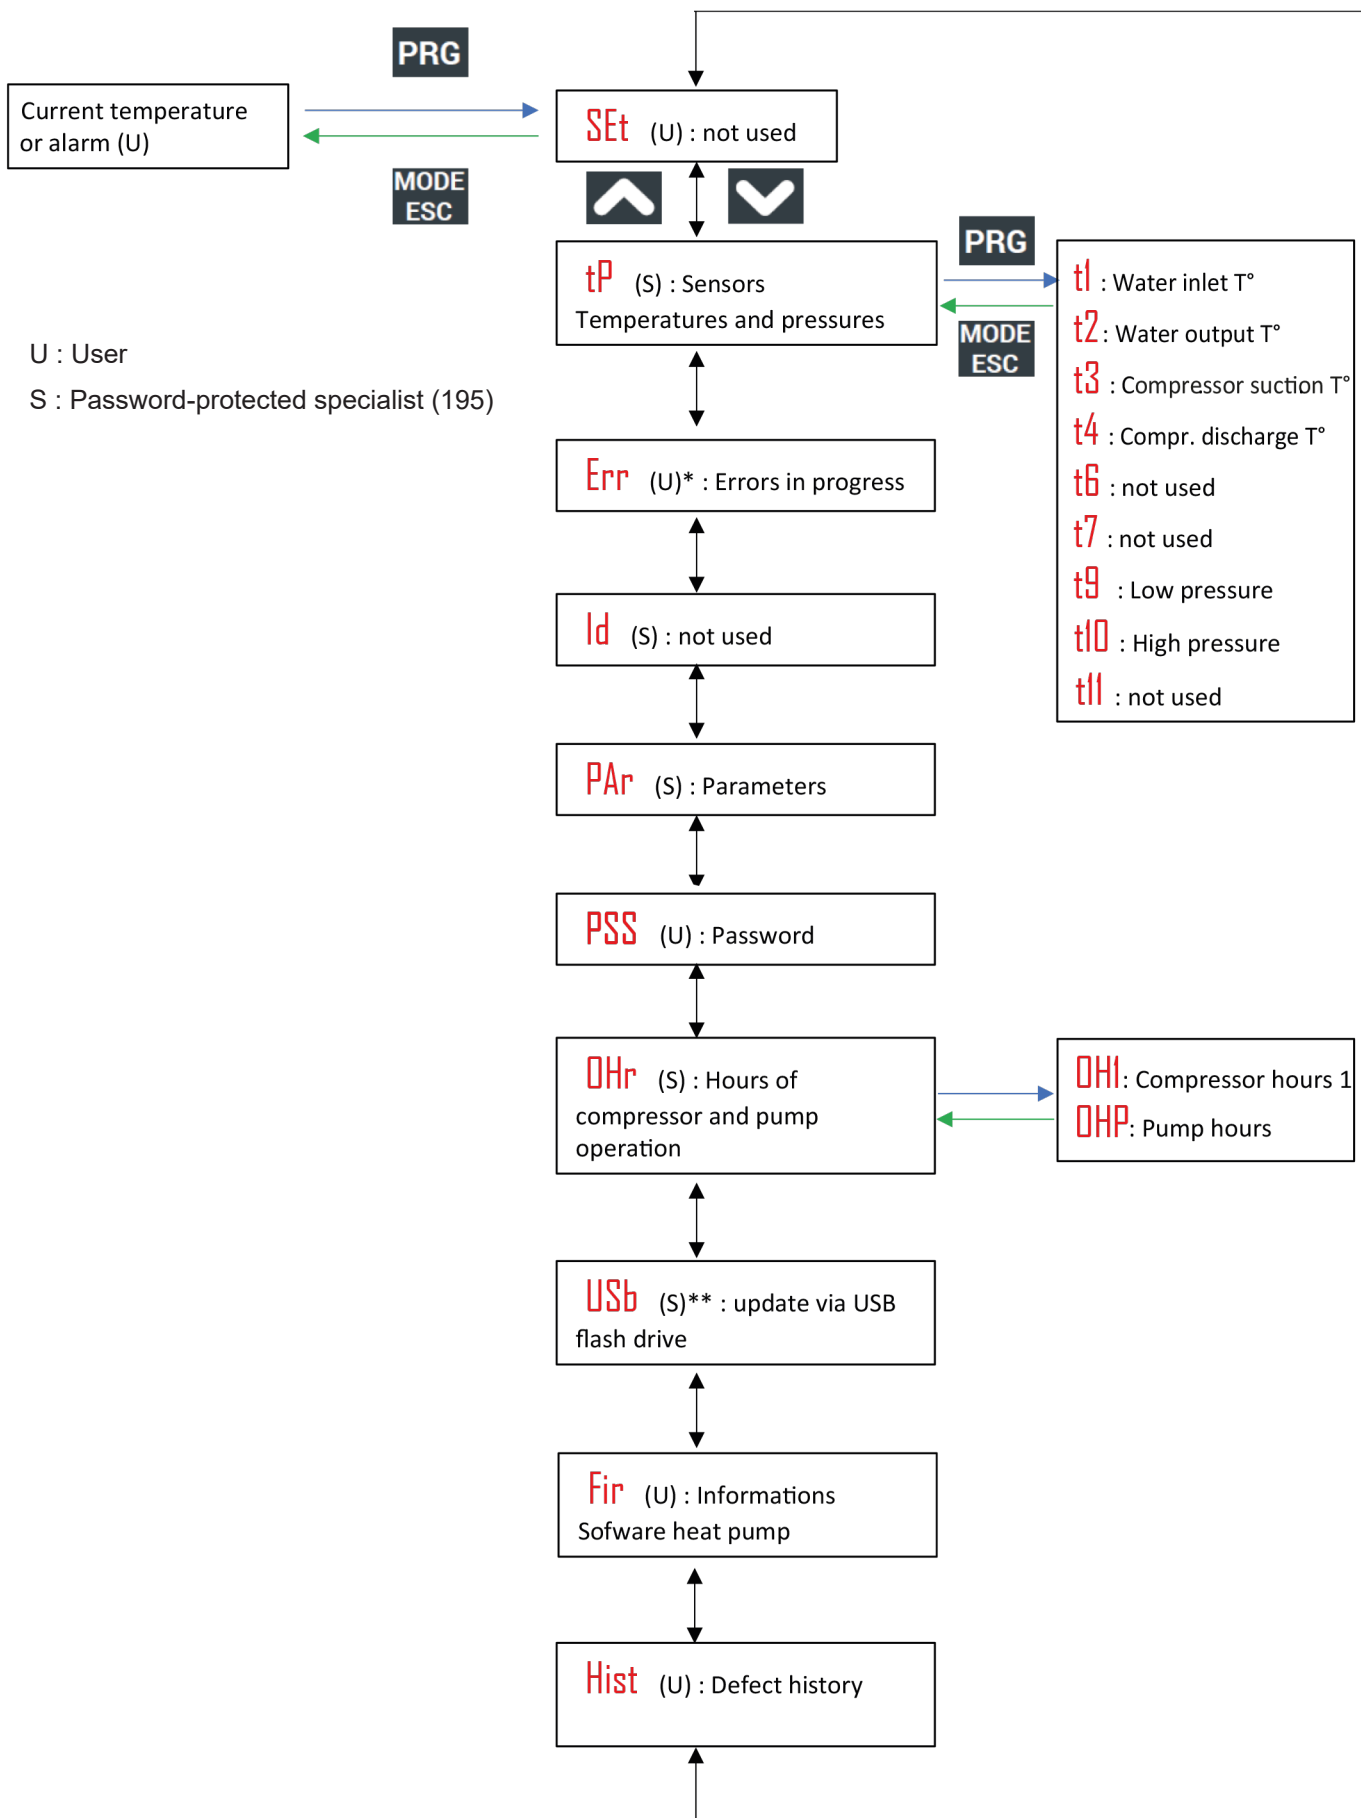 PRG
Current temperature
or alarm (U)
MODE
ESC
SEt (U) : not used
PRG
MODE
ESC
tP (S) : Sensors
Temperatures and pressures
t1 : Water inlet T°
t2 : Water output T°
t3 : Compressor suction T°
t4 : Compr. discharge T°
t6 : not used
t7 : not used
t9 : Low pressure
t10 : High pressure
t11 : not used
U : User
S : Password-protected specialist (195)
Err (U)* : Errors in progress
Id (S) : not used
PAr (S) : Parameters
PSS (U) : Password
OHr (S) : Hours of
compressor and pump
operation
OH1: Compressor hours 1
OHP: Pump hours
USb (S)** : update via USB
flash drive
Fir (U) : Informations
Sofware heat pump
Hist (U) : Defect history